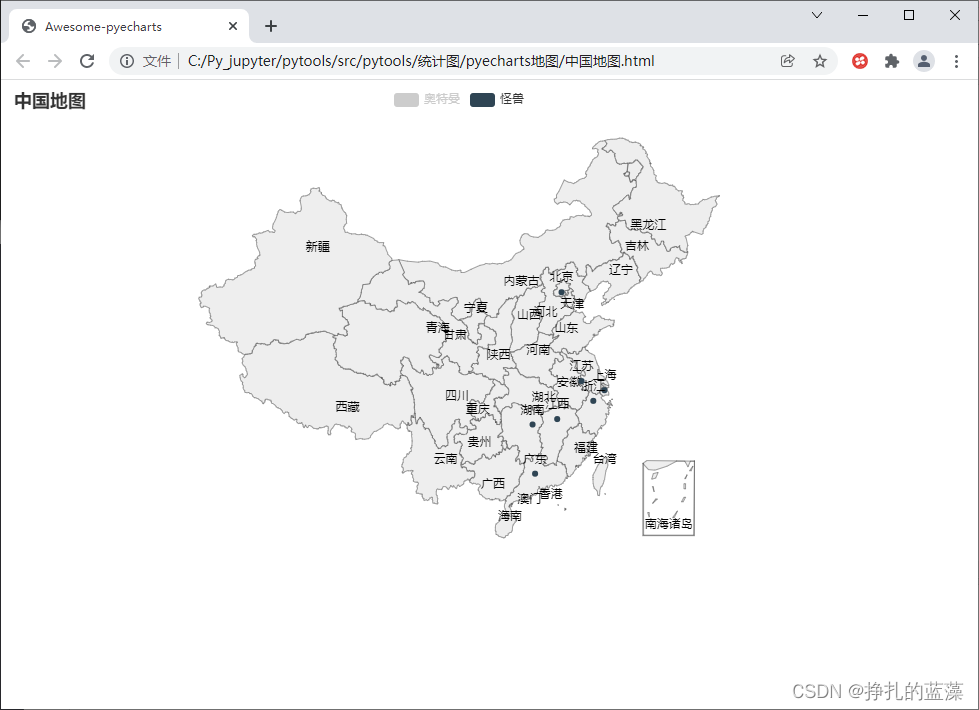 Awesome-pyecharts
文件 C:/Py_jupyter/pytools/src/pytools/统计图/pyecharts地图/中国地图.html
中国地图
奥特曼 怪兽
黑龙江
新疆
吉林
辽宁
内蒙古 北京
天津
宁夏
山西 河北
青海 山东
甘肃
陕西 河南
江苏
上海
安徽 浙江
四川
湖北
西藏 重庆 湖南 江西
贵州
福建
云南 广东 台湾
广西
澳门 香港
海南
南海诸岛
CSDN @挣扎的蓝藻